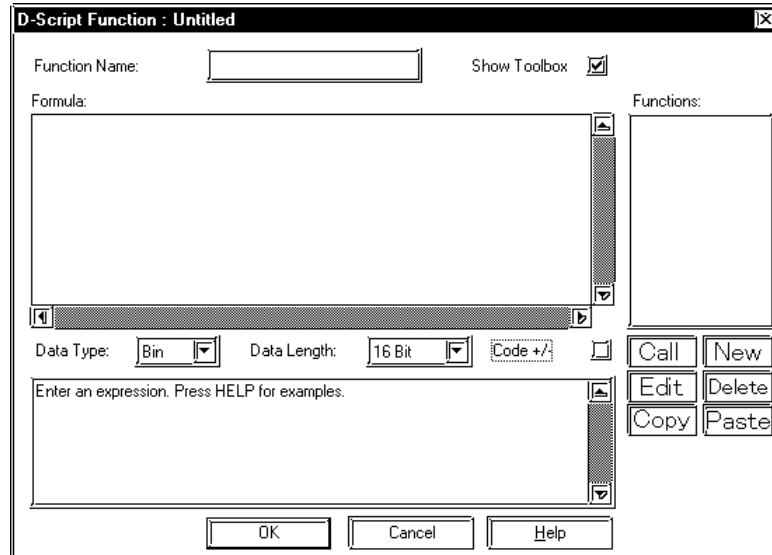 D-Script Function : Untitled
Function Name:
Show Toolbox
Formula:
Functions:
Data Type:
Bin
Data Length:
16 Bit
Code +/-
Call
New
Edit
Delete
Copy
Paste
Enter an expression. Press HELP for examples.
OK
Cancel
Help